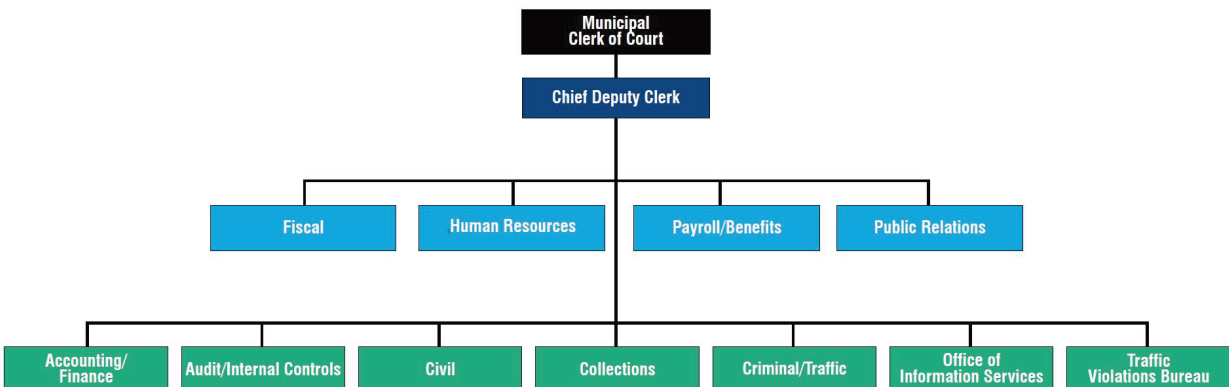 Municipal
Clerk of Court
Chief Deputy Clerk
Fiscal
Human Resources
Payroll/Benefits
Public Relations
Accounting/
Finance
Audit/Internal Controls
Civil
Collections
Criminal/Traffic
Office of
Information Services
Traffic
Violations Bureau